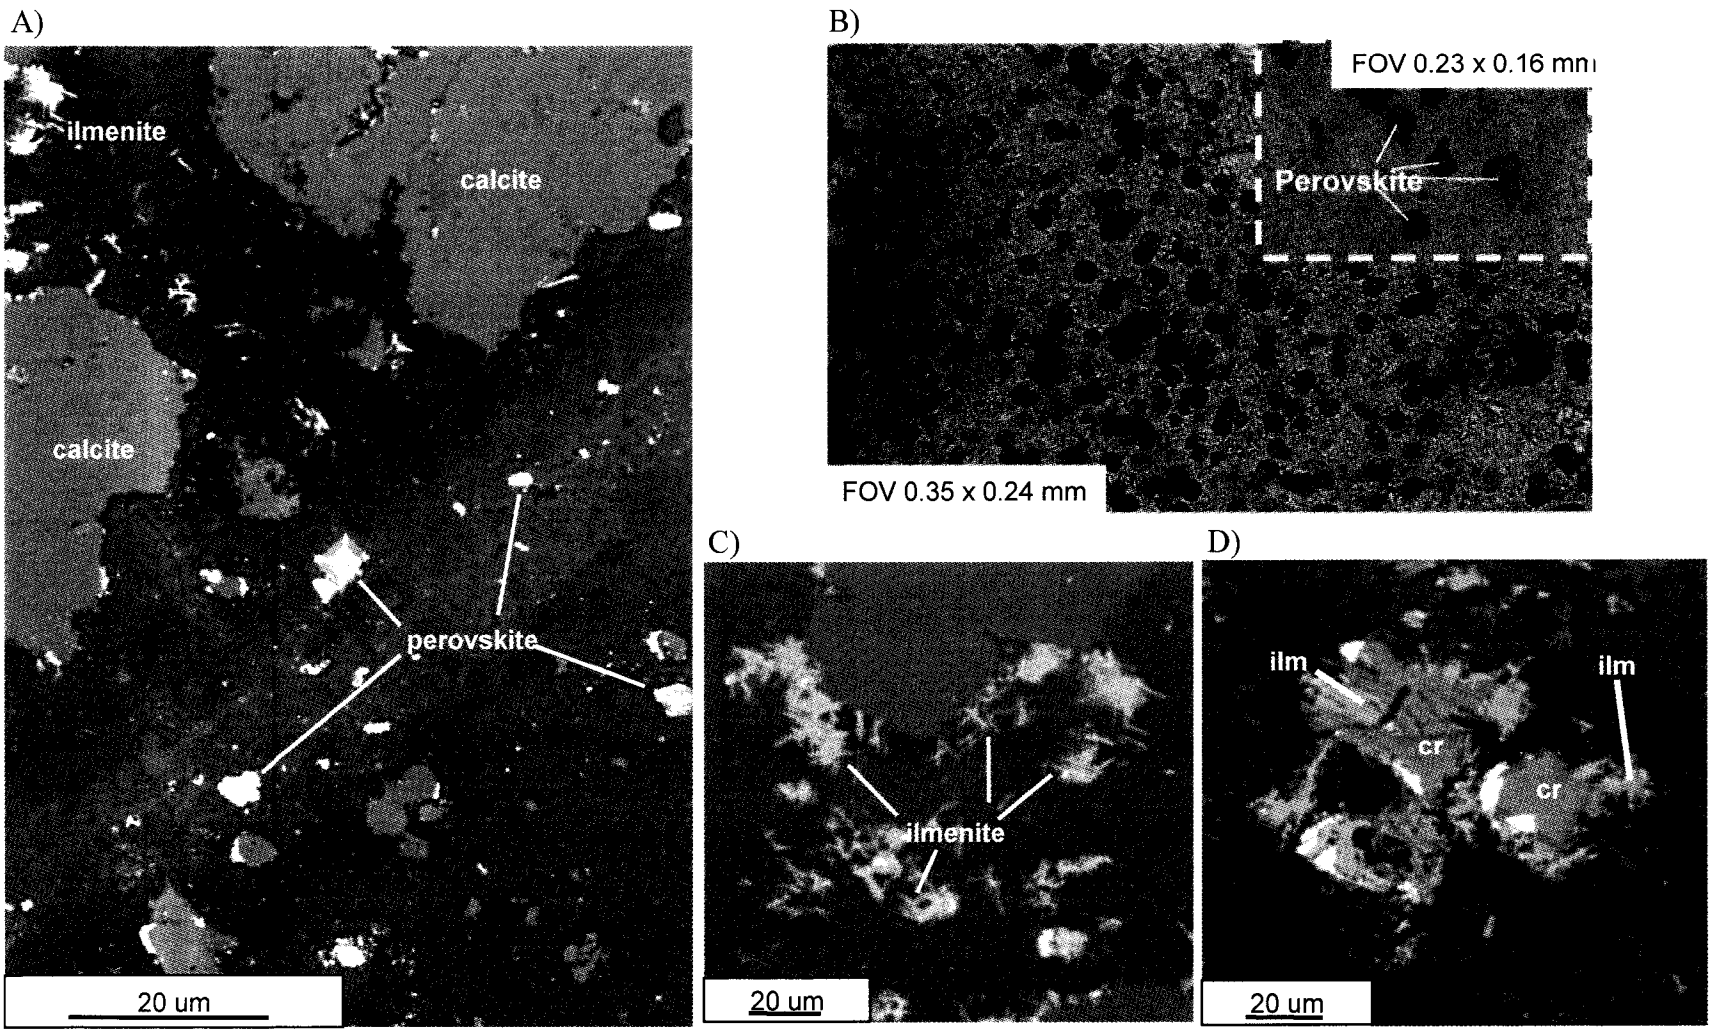 A)
ilmenite
calcite
calcite
perovskite
20 um
B)
FOV 0.23 x 0.16 mm
Perovskite
FOV 0.35 x 0.24 mm
C)
ilmenite
20 um
D)
ilm
ilm
cr
cr
20 um